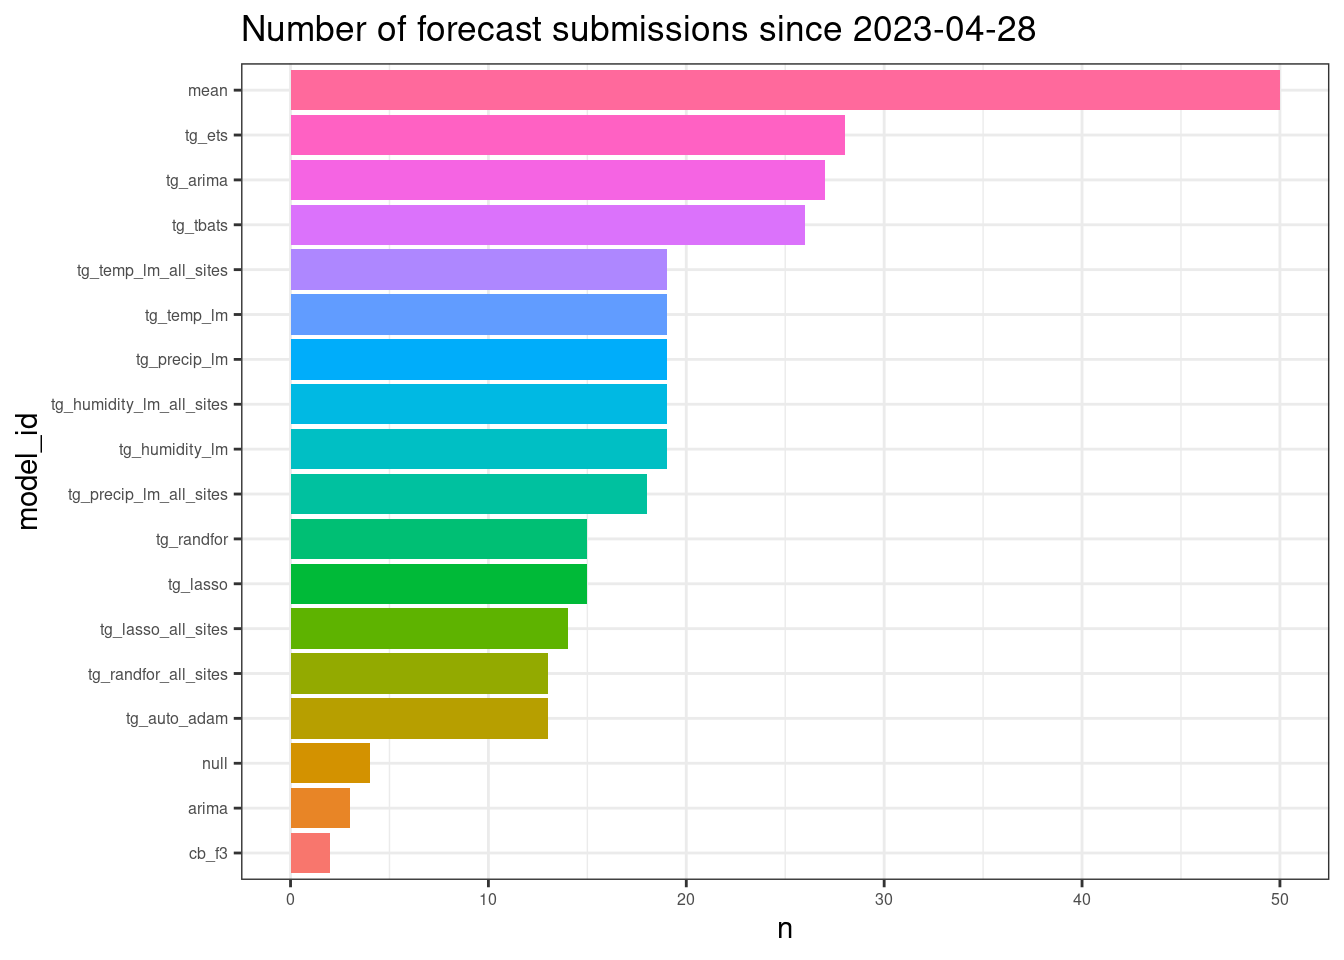 Number of forecast submissions since 2023-04-28
mean
tg_ets
tg_arima
tg_tbats
tg_temp_lm_all_sites
tg_temp_lm
tg_precip_lm
tg_humidity_lm_all_sites
tg_humidity_lm
tg_precip_lm_all_sites
tg_randfor
tg_lasso
tg_lasso_all_sites
tg_randfor_all_sites
tg_auto_adam
null
arima
cb_f3
model_id
0 10 20 30 40 50
n